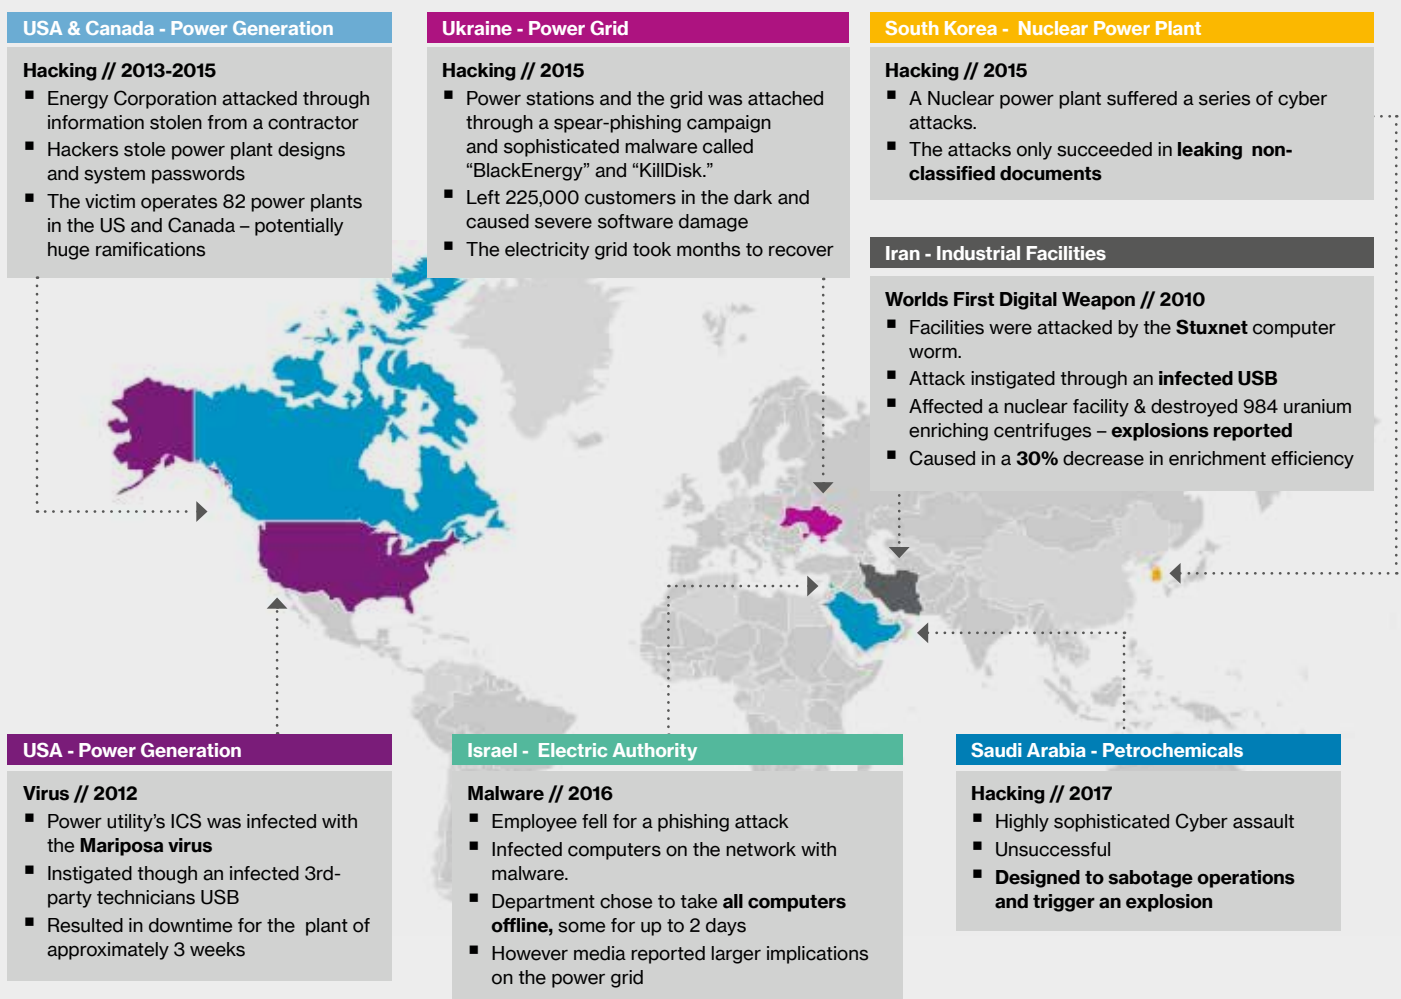 USA & Canada - Power Generation
Hacking // 2013-2015
▪ Energy Corporation attacked through
information stolen from a contractor
▪ Hackers stole power plant designs
and system passwords
▪ The victim operates 82 power plants
in the US and Canada – potentially
huge ramifications
Ukraine - Power Grid
Hacking // 2015
▪ Power stations and the grid was attached
through a spear-phishing campaign
and sophisticated malware called
“BlackEnergy” and “KillDisk.”
▪ Left 225,000 customers in the dark and
caused severe software damage
▪ The electricity grid took months to recover
South Korea - Nuclear Power Plant
Hacking // 2015
▪ A Nuclear power plant suffered a series of cyber
attacks.
▪ The attacks only succeeded in leaking non-
classified documents
Iran - Industrial Facilities
Worlds First Digital Weapon // 2010
▪ Facilities were attacked by the Stuxnet computer
worm.
▪ Attack instigated through an infected USB
▪ Affected a nuclear facility & destroyed 984 uranium
enriching centrifuges – explosions reported
▪ Caused in a 30% decrease in enrichment efficiency
USA - Power Generation
Virus // 2012
▪ Power utility’s ICS was infected with
the Mariposa virus
▪ Instigated though an infected 3rd-
party technicians USB
▪ Resulted in downtime for the plant of
approximately 3 weeks
Israel - Electric Authority
Malware // 2016
▪ Employee fell for a phishing attack
▪ Infected computers on the network with
malware.
▪ Department chose to take all computers
offline, some for up to 2 days
▪ However media reported larger implications
on the power grid
Saudi Arabia - Petrochemicals
Hacking // 2017
▪ Highly sophisticated Cyber assault
▪ Unsuccessful
▪ Designed to sabotage operations
and trigger an explosion